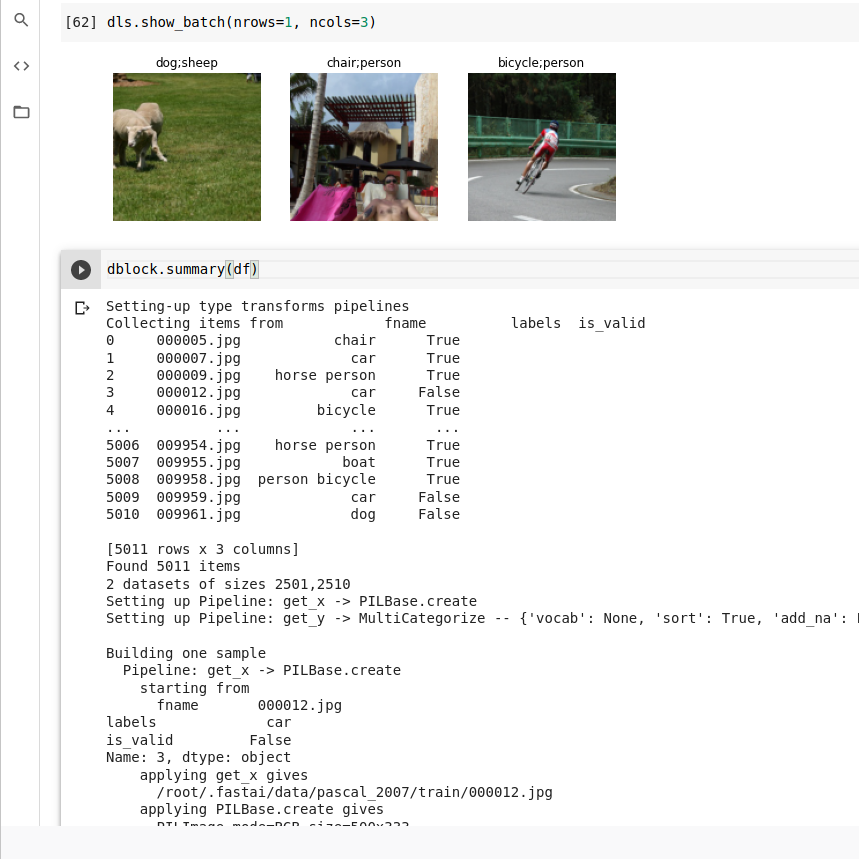 [62] dls.show_batch(nrows=1, ncols=3)
dog;sheep chair;person bicycle;person
dblock.summary(df)
Setting-up type transforms pipelines
Collecting items from            fname          labels  is_valid
0     000005.jpg           chair      True
1     000007.jpg             car      True
2     000009.jpg    horse person      True
3     000012.jpg             car     False
4     000016.jpg         bicycle      True
...          ...             ...       ...
5006  009954.jpg    horse person      True
5007  009955.jpg            boat      True
5008  009958.jpg  person bicycle      True
5009  009959.jpg             car     False
5010  009961.jpg             dog     False
[5011 rows x 3 columns]
Found 5011 items
2 datasets of sizes 2501,2510
Setting up Pipeline: get_x -> PILBase.create
Setting up Pipeline: get_y -> MultiCategorize -- {'vocab': None, 'sort': True, 'add_na':
Building one sample
  Pipeline: get_x -> PILBase.create
    starting from
      fname       000012.jpg
labels             car
is_valid         False
Name: 3, dtype: object
    applying get_x gives
      /root/.fastai/data/pascal_2007/train/000012.jpg
    applying PILBase.create gives
      PILImage mode=RGB size=500x333